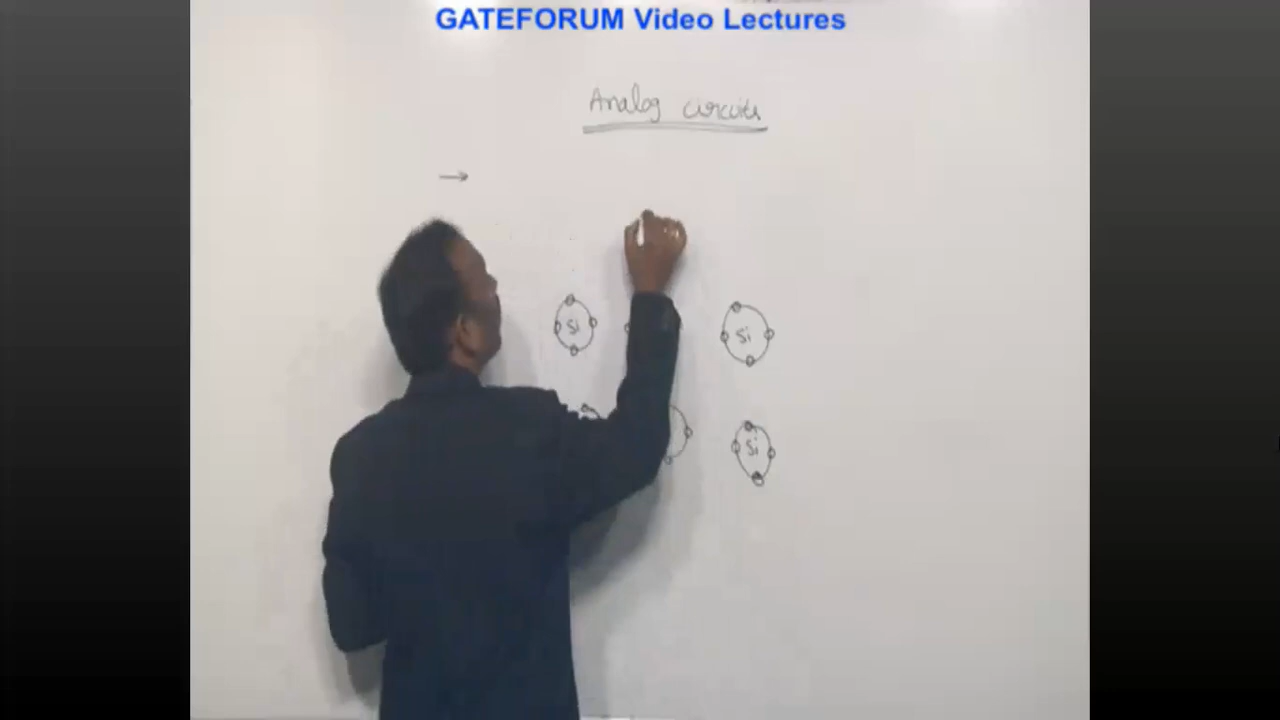 GATEFORUM Video Lectures
Analog circuits
→
Si Si
Si